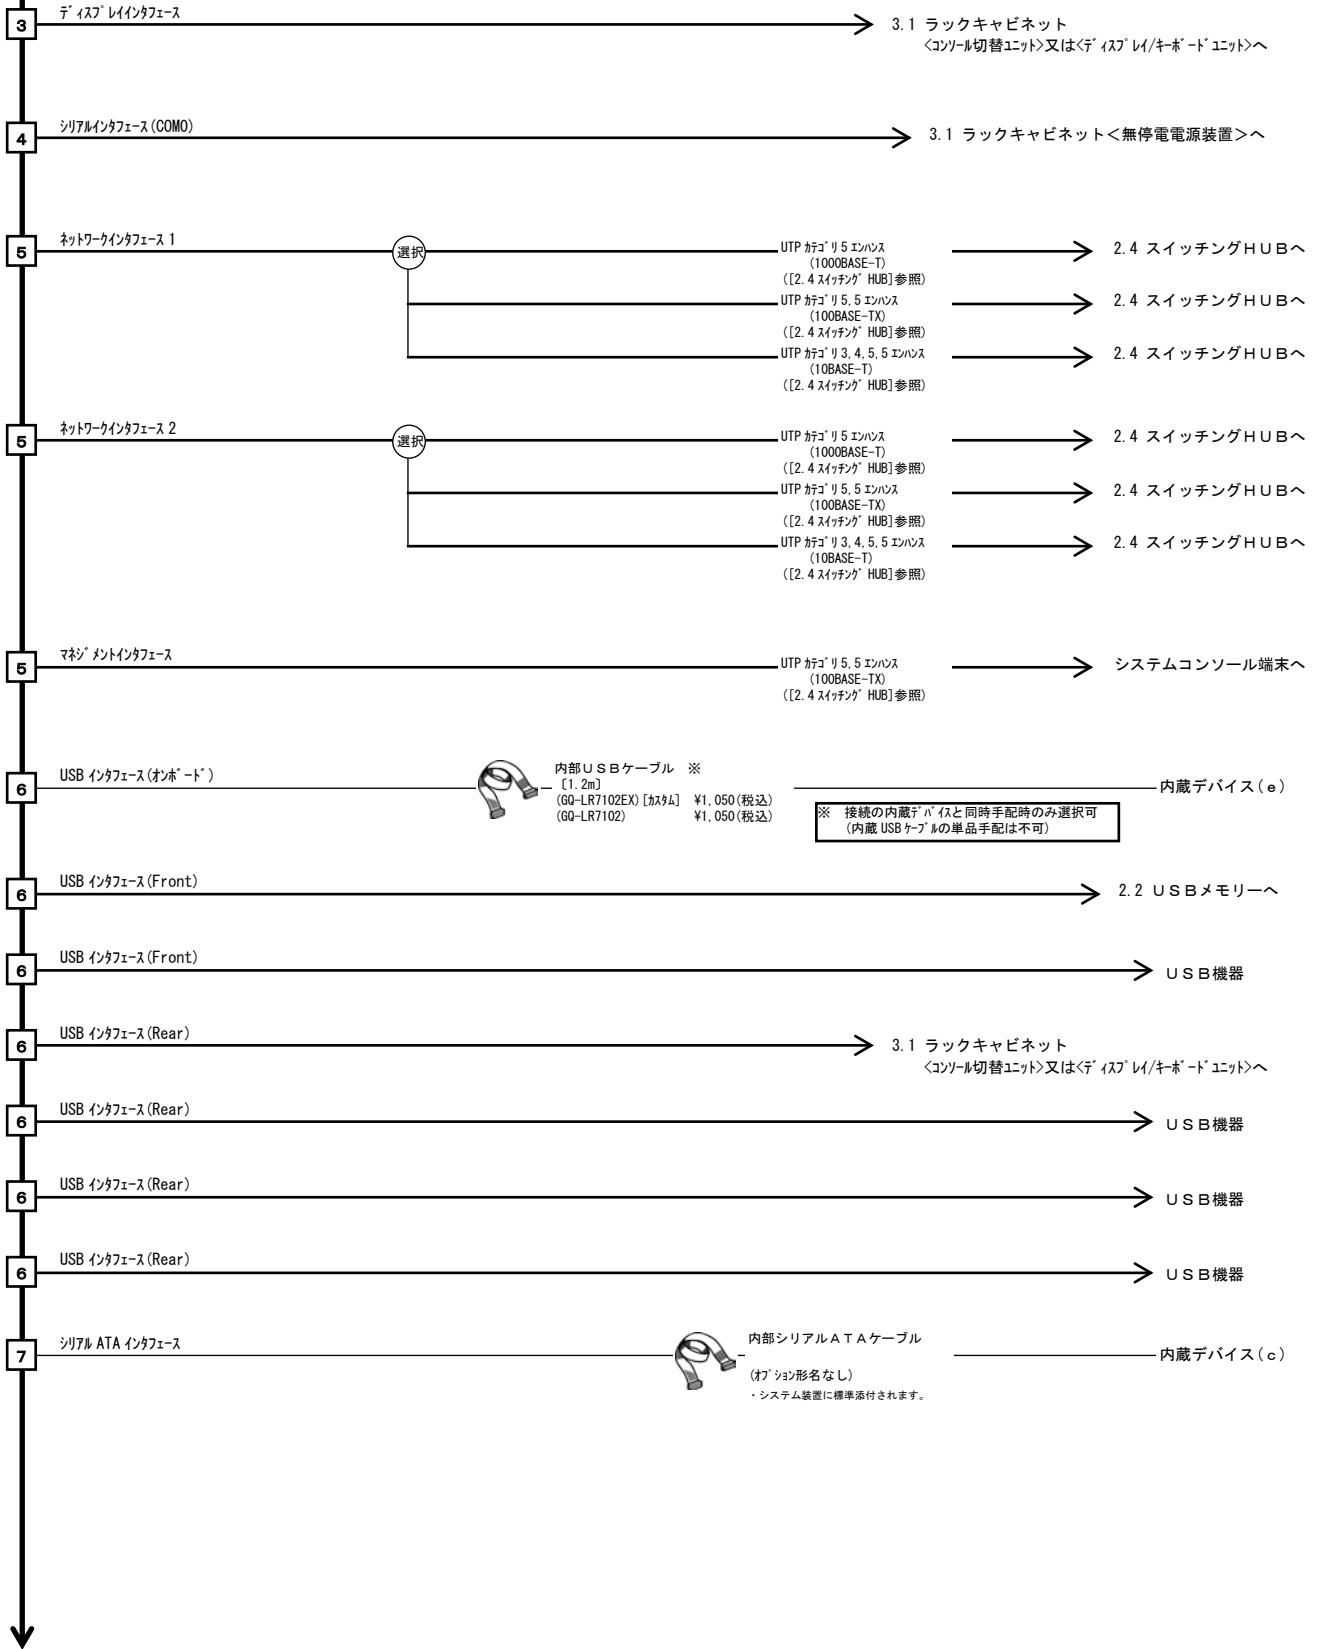 3
ディスプレイインタフェース
3.1 ラックキャビネット
<コンソール切替ユニット>又は<ディスプレイ/キーボードユニット>へ
4
シリアルインタフェース(COM0)
3.1 ラックキャビネット<無停電電源装置>へ
5
ネットワークインタフェース 1
選択
UTP カテゴリ 5 エンハンス
(1000BASE-T)
([2.4 スイッチング HUB]参照)
2.4 スイッチングHUBへ
UTP カテゴリ 5,5 エンハンス
(100BASE-TX)
([2.4 スイッチング HUB]参照)
2.4 スイッチングHUBへ
UTP カテゴリ 3,4,5,5 エンハンス
(10BASE-T)
([2.4 スイッチング HUB]参照)
2.4 スイッチングHUBへ
5
ネットワークインタフェース 2
選択
UTP カテゴリ 5 エンハンス
(1000BASE-T)
([2.4 スイッチング HUB]参照)
2.4 スイッチングHUBへ
UTP カテゴリ 5,5 エンハンス
(100BASE-TX)
([2.4 スイッチング HUB]参照)
2.4 スイッチングHUBへ
UTP カテゴリ 3,4,5,5 エンハンス
(10BASE-T)
([2.4 スイッチング HUB]参照)
2.4 スイッチングHUBへ
5
マネジメントインタフェース
UTP カテゴリ 5,5 エンハンス
(100BASE-TX)
([2.4 スイッチング HUB]参照)
システムコンソール端末へ
6
USB インタフェース(オンボード)
内部USBケーブル ※
[1.2m]
(GQ-LR7102EX)[カスタム] ¥1,050(税込)
(GQ-LR7102) ¥1,050(税込)
※ 接続の内蔵デバイスと同時手配時のみ選択可
(内蔵 USB ケーブルの単品手配は不可)
内蔵デバイス(e)
6
USB インタフェース(Front)
2.2 USBメモリーへ
6
USB インタフェース(Front)
USB機器
6
USB インタフェース(Rear)
3.1 ラックキャビネット
<コンソール切替ユニット>又は<ディスプレイ/キーボードユニット>へ
6
USB インタフェース(Rear)
USB機器
6
USB インタフェース(Rear)
USB機器
6
USB インタフェース(Rear)
USB機器
7
シリアル ATA インタフェース
内部シリアルATAケーブル
(オプション形名なし)
・システム装置に標準添付されます。
内蔵デバイス(c)